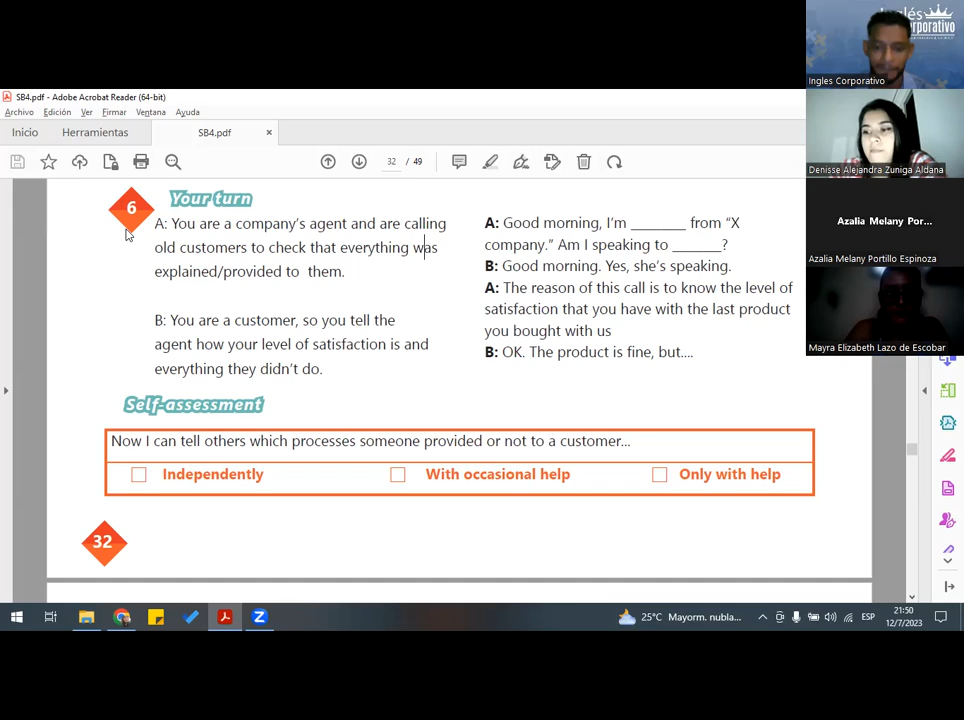 SB4.pdf - Adobe Acrobat Reader (64-bit)
Archivo Edición Ver Firmar Ventana Ayuda
Inicio Herramientas SB4.pdf ×
32 / 49
6
Your turn
A: You are a company's agent and are calling
old customers to check that everything was
explained/provided to them.
B: You are a customer, so you tell the
agent how your level of satisfaction is and
everything they didn't do.
A: Good morning, I'm ________ from "X
company." Am I speaking to _______?
B: Good morning. Yes, she's speaking.
A: The reason of this call is to know the level of
satisfaction that you have with the last product
you bought with us
B: OK. The product is fine, but....
Self-assessment
Now I can tell others which processes someone provided or not to a customer...
Independently
With occasional help
Only with help
32
Inglés
Corporativo
Ingles Corporativo
Denisse Alejandra Zuniga Aldana
Azalia Melany Por...
Azalia Melany Portillo Espinoza
Mayra Elizabeth Lazo de Escobar
25°C Mayorm. nubla...
ESP
21:50
12/7/2023